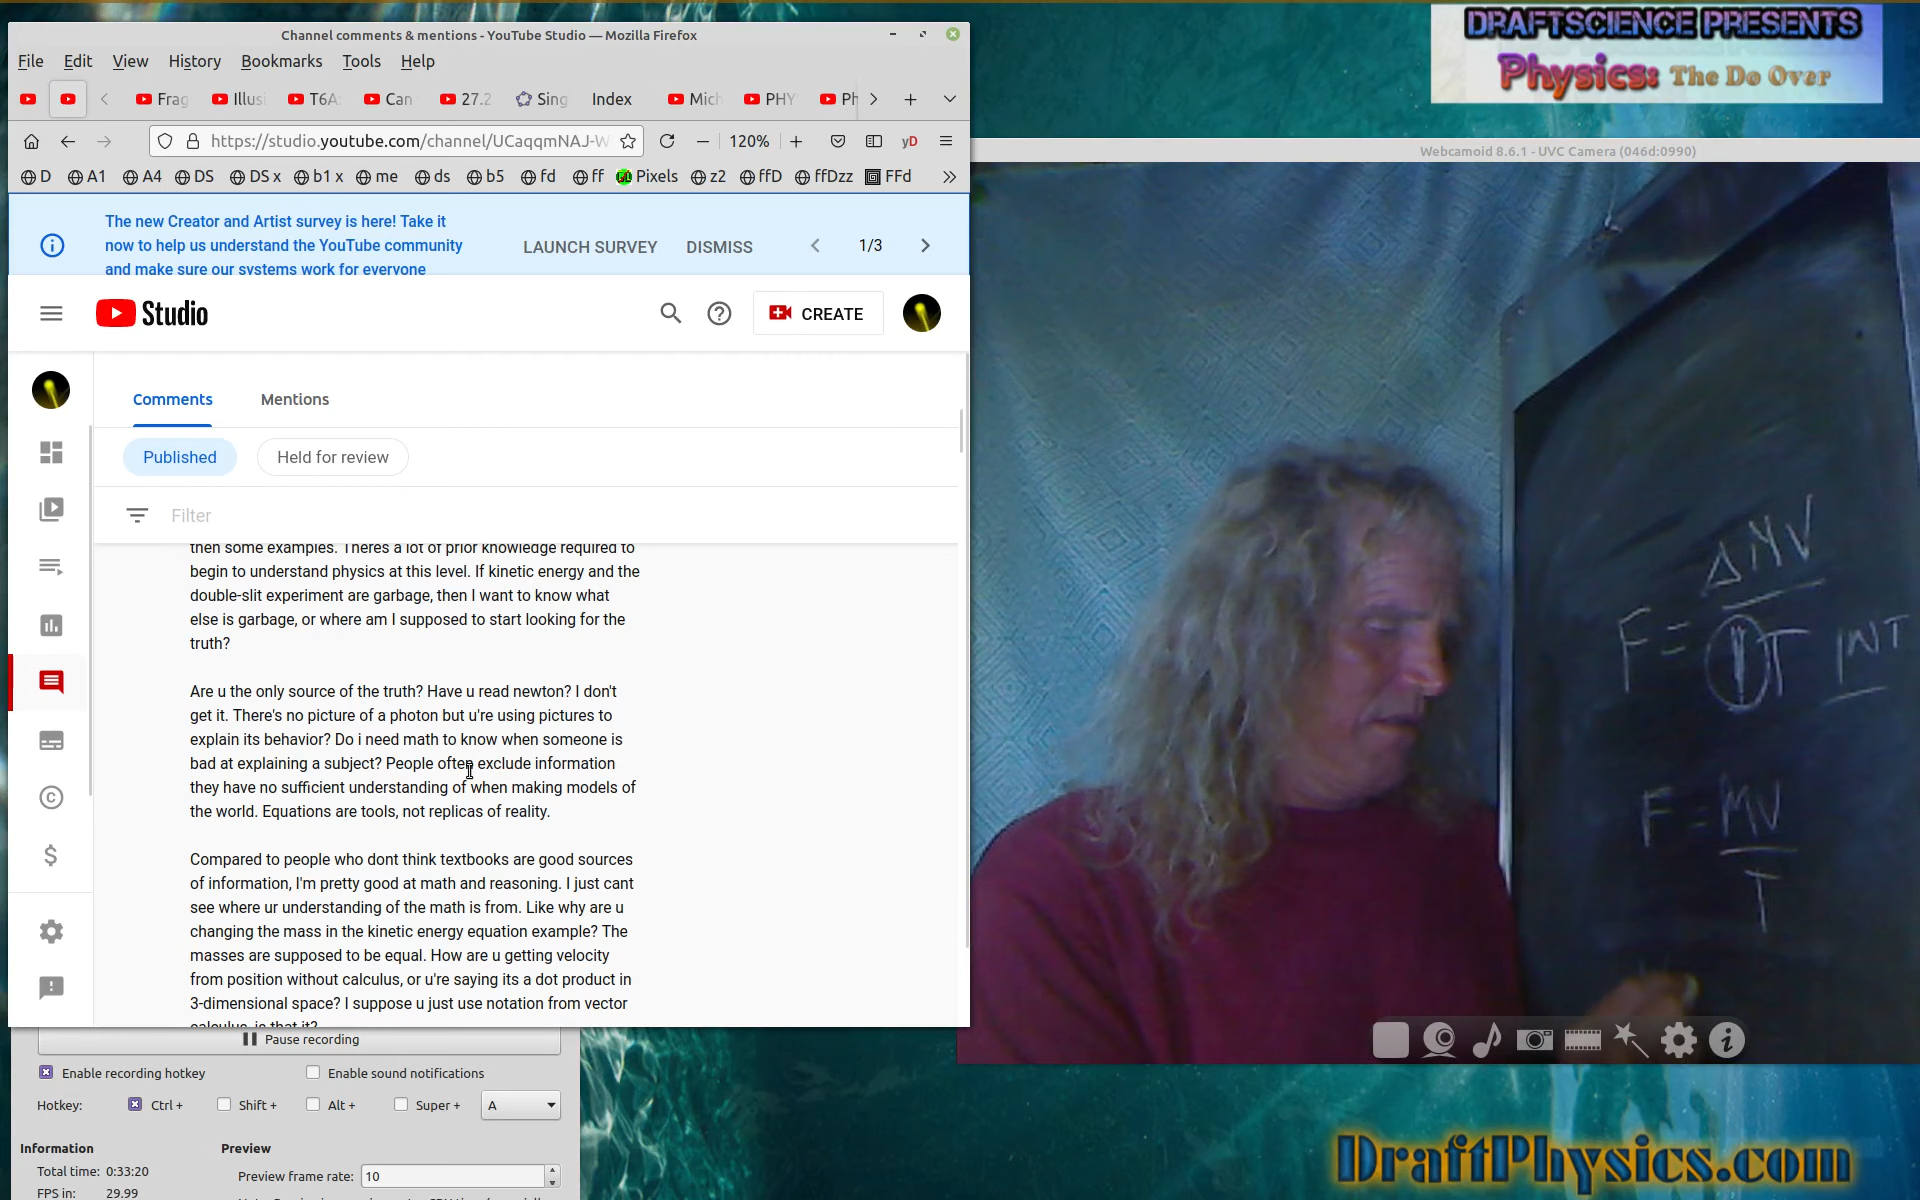 Channel comments & mentions - YouTube Studio — Mozilla Firefox
File Edit View History Bookmarks Tools Help
Frag Illus T6A Can 27.2 Sing Index Mich PHY Ph
https://studio.youtube.com/channel/UCaqqmNAJ-W 120% yD
D A1 A4 DS DS x b1 x me ds b5 fd ff Pixels z2 ffD ffDzz FFd
The new Creator and Artist survey is here! Take it
now to help us understand the YouTube community
and make sure our systems work for everyone
LAUNCH SURVEY DISMISS 1/3
Studio CREATE
Comments Mentions
Published Held for review
Filter
then some examples. Theres a lot of prior knowledge required to
begin to understand physics at this level. If kinetic energy and the
double-slit experiment are garbage, then I want to know what
else is garbage, or where am I supposed to start looking for the
truth?
Are u the only source of the truth? Have u read newton? I don't
get it. There's no picture of a photon but u're using pictures to
explain its behavior? Do i need math to know when someone is
bad at explaining a subject? People often exclude information
they have no sufficient understanding of when making models of
the world. Equations are tools, not replicas of reality.
Compared to people who dont think textbooks are good sources
of information, I'm pretty good at math and reasoning. I just cant
see where ur understanding of the math is from. Like why are u
changing the mass in the kinetic energy equation example? The
masses are supposed to be equal. How are u getting velocity
from position without calculus, or u're saying its a dot product in
3-dimensional space? I suppose u just use notation from vector
calculus, is that it?
Pause recording
Enable recording hotkey Enable sound notifications
Hotkey: Ctrl + Shift + Alt + Super + A
Information Preview
Total time: 0:33:20
Preview frame rate: 10
FPS in: 29.99
DRAFTSCIENCE PRESENTS
Physics: The Do Over
Webcamoid 8.6.1 - UVC Camera (046d:0990)
ΔMV
F = T INT
F = MV
T
DraftPhysics.com